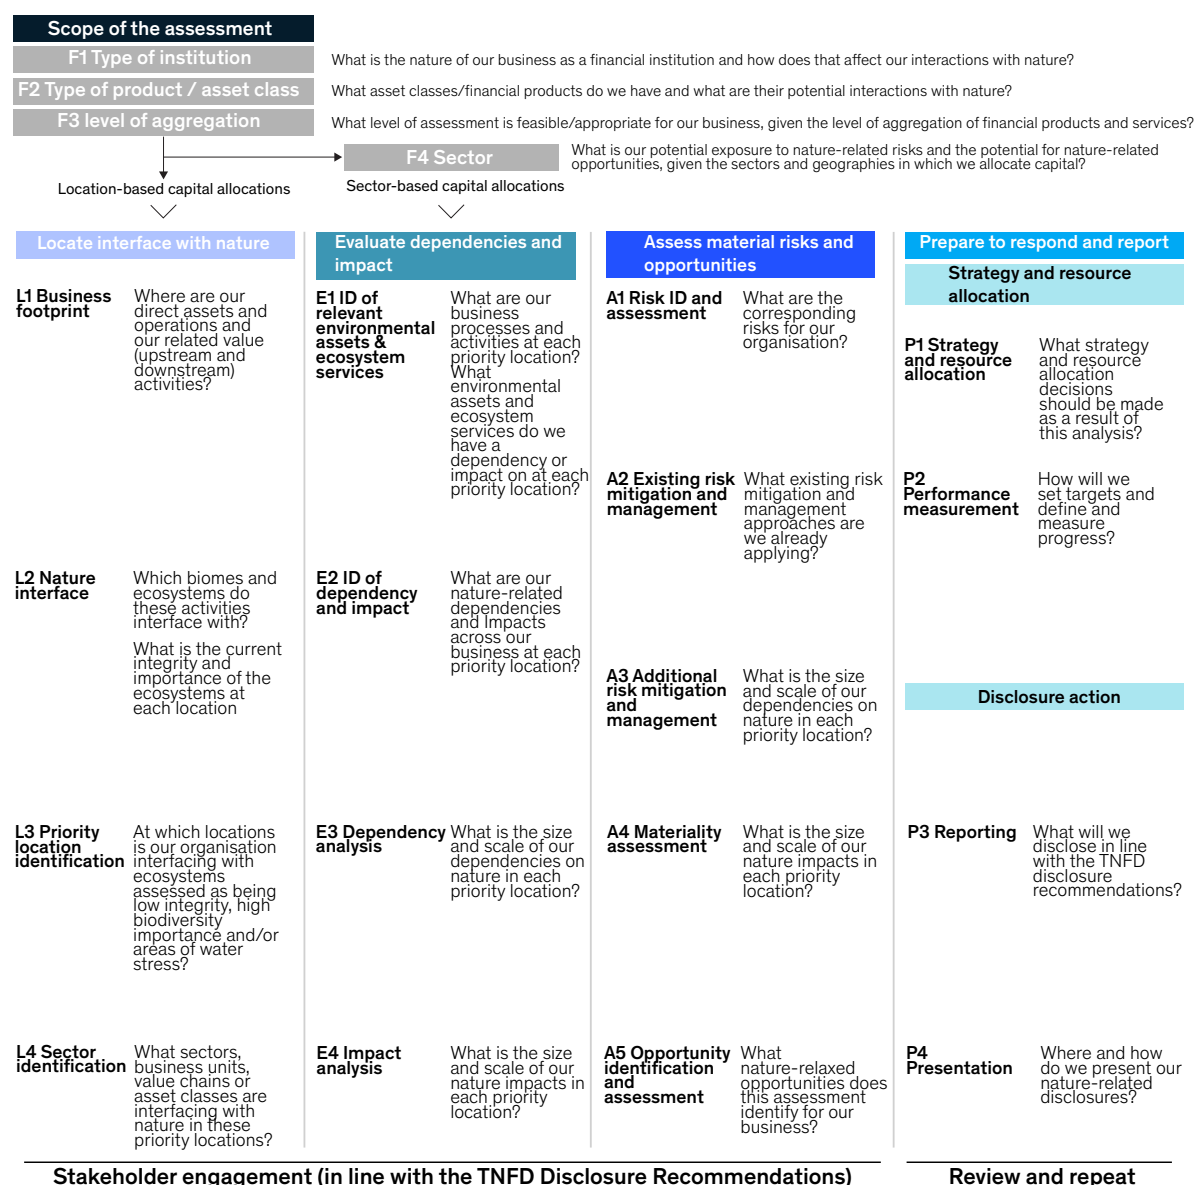 Scope of the assessment
F1 Type of institution
What is the nature of our business as a financial institution and how does that affect our interactions with nature?
F2 Type of product / asset class
What asset classes/financial products do we have and what are their potential interactions with nature?
F3 level of aggregation
What level of assessment is feasible/appropriate for our business, given the level of aggregation of financial products and services?
F4 Sector
What is our potential exposure to nature-related risks and the potential for nature-related
opportunities, given the sectors and geographies in which we allocate capital?
Location-based capital allocations
Sector-based capital allocations
Locate interface with nature
L1 Business
footprint
Where are our
direct assets and
operations and
our related value
(upstream and
downstream)
activities?
L2 Nature
interface
Which biomes and
ecosystems do
these activities
interface with?
What is the current
integrity and
importance of the
ecosystems at
each location
L3 Priority
location
identification
At which locations
is our organisation
interfacing with
ecosystems
assessed as being
low integrity, high
biodiversity
importance and/or
areas of water
stress?
L4 Sector
identification
What sectors,
business units,
value chains or
asset classes are
interfacing with
nature in these
priority locations?
Evaluate dependencies and
impact
E1 ID of
relevant
environmental
assets &
ecosystem
services
What are our
business
processes and
activities at each
priority location?
What
environmental
assets and
ecosystem
services do we
have a
dependency or
impact on at each
priority location?
E2 ID of
dependency
and impact
What are our
nature-related
dependencies
and Impacts
across our
business at each
priority location?
E3 Dependency
analysis
What is the size
and scale of our
dependencies on
nature in each
priority location?
E4 Impact
analysis
What is the size
and scale of our
nature impacts in
each priority
location?
Assess material risks and
opportunities
A1 Risk ID and
assessment
What are the
corresponding
risks for our
organisation?
A2 Existing risk
mitigation and
management
What existing risk
mitigation and
management
approaches are
we already
applying?
A3 Additional
risk mitigation
and
management
What is the size
and scale of our
dependencies on
nature in each
priority location?
A4 Materiality
assessment
What is the size
and scale of our
nature impacts in
each priority
location?
A5 Opportunity
identification
and
assessment
What
nature-relaxed
opportunities does
this assessment
identify for our
business?
Prepare to respond and report
Strategy and resource
allocation
P1 Strategy
and resource
allocation
What strategy
and resource
allocation
decisions
should be made
as a result of
this analysis?
P2
Performance
measurement
How will we
set targets and
define and
measure
progress?
Disclosure action
P3 Reporting
What will we
disclose in line
with the TNFD
disclosure
recommendations?
P4
Presentation
Where and how
do we present our
nature-related
disclosures?
Stakeholder engagement (in line with the TNFD Disclosure Recommendations)
Review and repeat